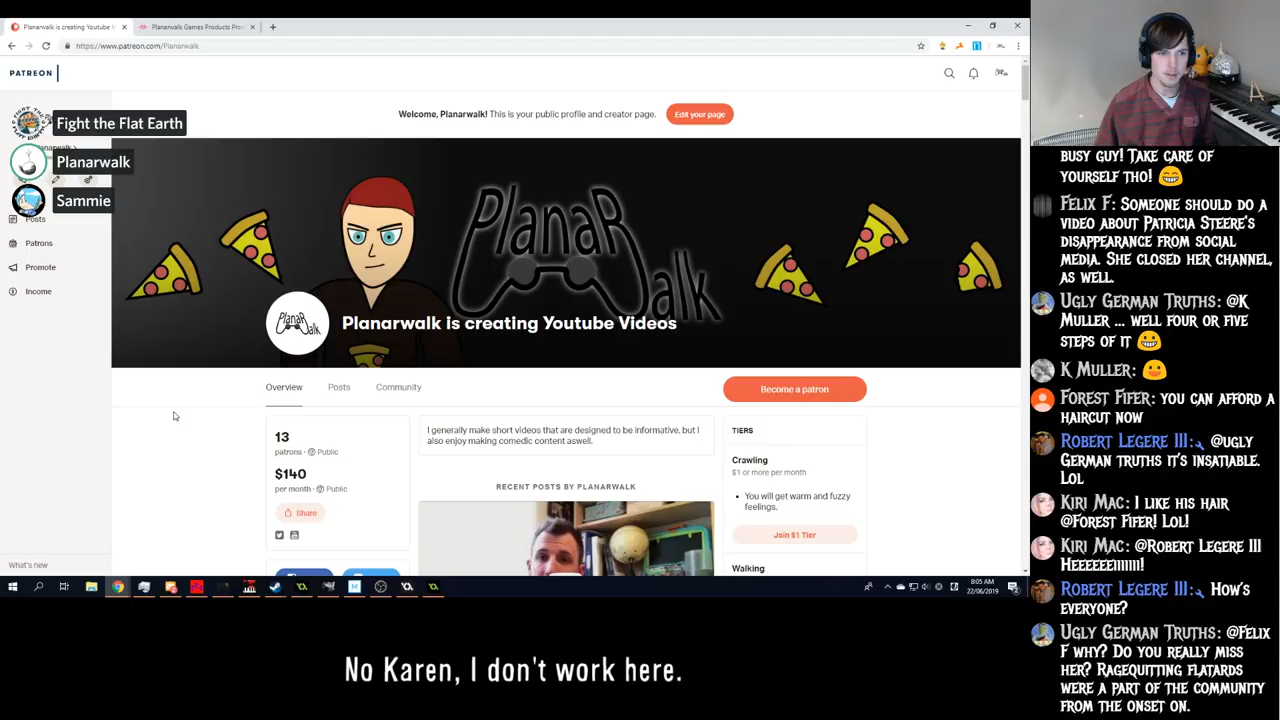 Planarwalk is creating Youtube V
Planarwalk Games Products Prov
https://www.patreon.com/Planarwalk
PATREON
Welcome, Planarwalk! This is your public profile and creator page.
Edit your page
Fight the Flat Earth
Planarwalk
Sammie
Posts
Patrons
Promote
Income
What's new
PlanaR
Walk
PlanaR
Walk
Planarwalk is creating Youtube Videos
Overview
Posts
Community
Become a patron
13
patrons · Public
$140
per month · Public
Share
I generally make short videos that are designed to be informative, but I
also enjoy making comedic content aswell.
RECENT POSTS BY PLANARWALK
TIERS
Crawling
$1 or more per month
You will get warm and fuzzy
feelings.
Join $1 Tier
Walking
8:05 AM
22/06/2019
No Karen, I don't work here.
busy guy! Take care of
yourself tho!
Felix F: Someone should do a
video about Patricia Steere's
disappearance from social
media. She closed her channel,
as well.
Ugly German Truths: @K
Muller ... well four or five
steps of it
K Muller:
Forest Fifer: you can afford a
haircut now
Robert Legere III: @ugly
German truths it's insatiable.
Lol
Kiri Mac: I like his hair
@Forest Fifer! Lol!
Kiri Mac: @Robert Legere III
Heeeeeiiiiiii!
Robert Legere III: How's
everyone?
Ugly German Truths: @Felix
F why? Do you really miss
her? Ragequitting flatards
were a part of the community
from the onset on.